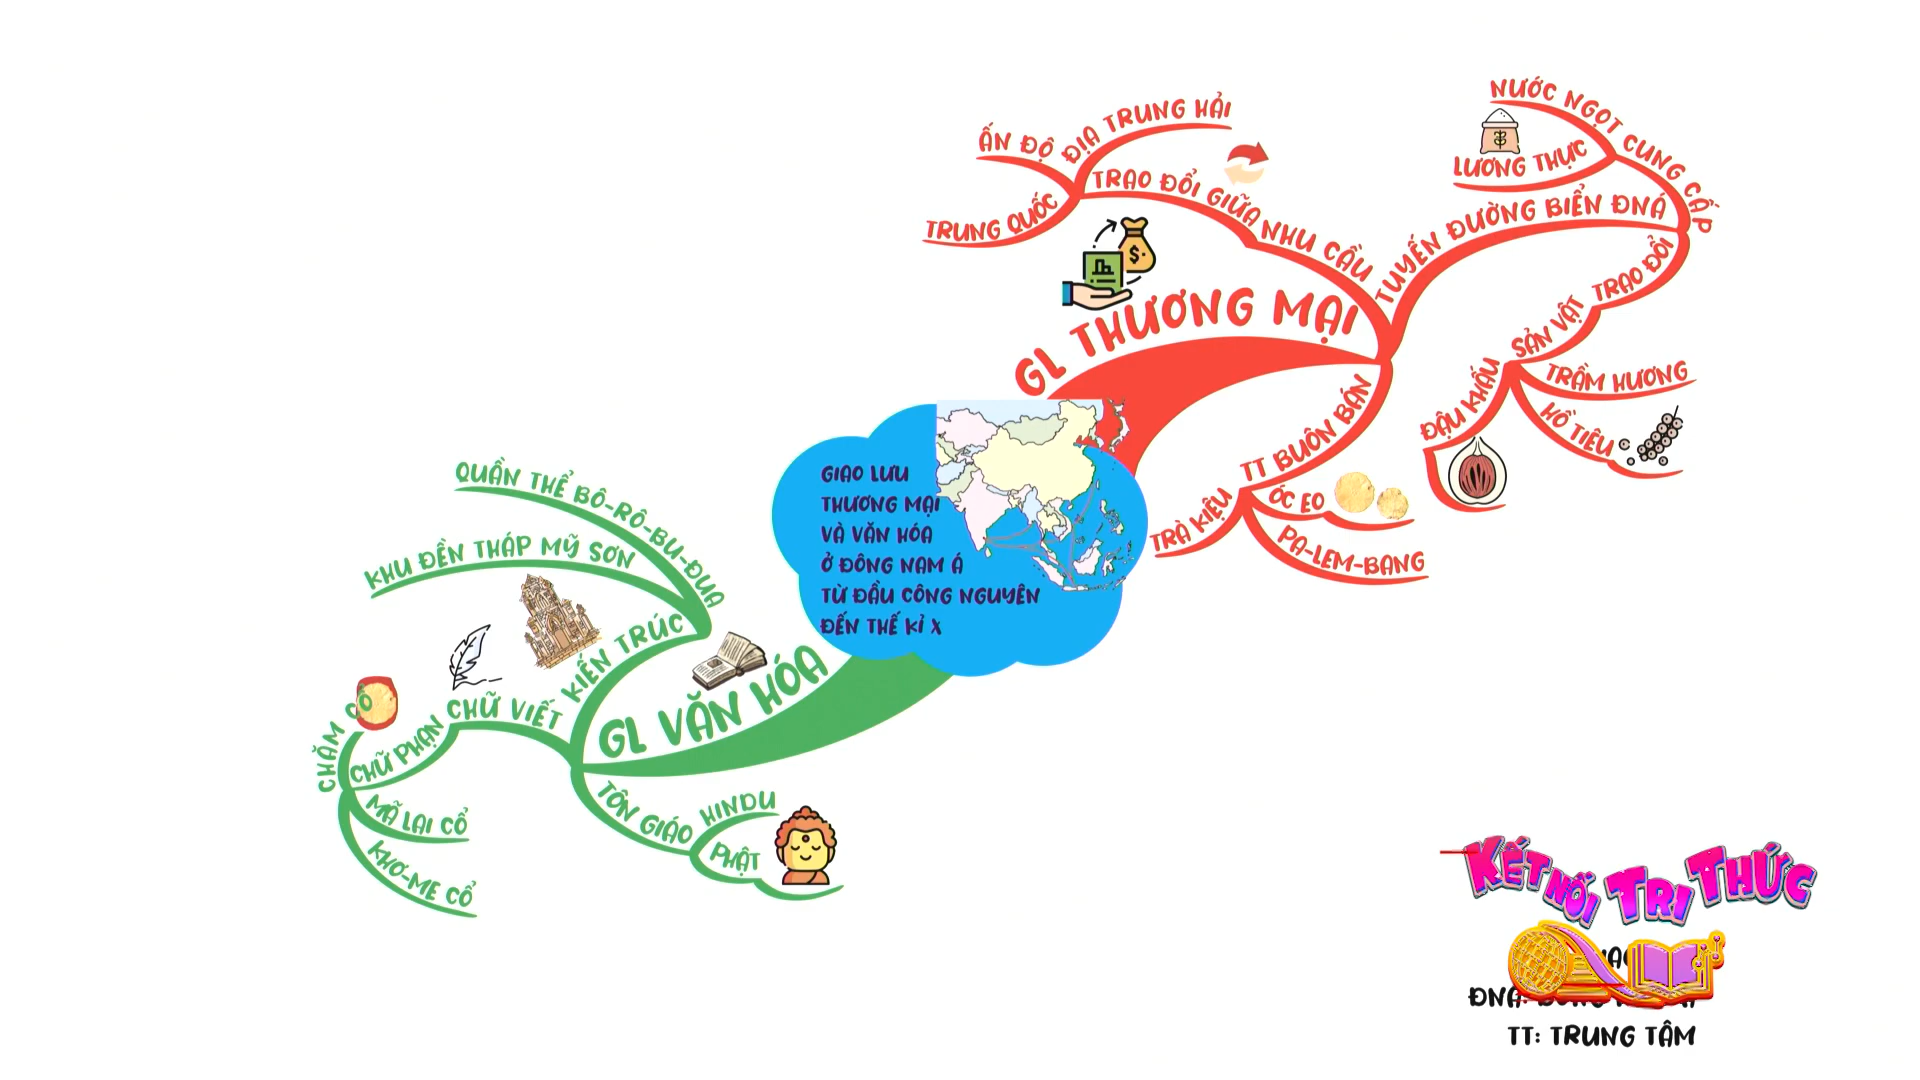 GIAO LƯU
THƯƠNG MẠI
VÀ VĂN HÓA
Ở ĐÔNG NAM Á
TỪ ĐẦU CÔNG NGUYÊN
ĐẾN THẾ KỈ X
GL THƯƠNG MẠI
NHU CẦU
TRAO ĐỔI GIỮA
ĐỊA TRUNG HẢI
ẤN ĐỘ
TRUNG QUỐC
TUYẾN ĐƯỜNG BIỂN ĐNÁ
CUNG CẤP
NƯỚC NGỌT
LƯƠNG THỰC
TRAO ĐỔI
SẢN VẬT
TRẦM HƯƠNG
HỒ TIÊU
ĐẬU KHẤU
TT BUÔN BÁN
ÓC EO
PA-LEM-BANG
TRÀ KIỆU
GL VĂN HÓA
KIẾN TRÚC
QUẦN THỂ BÔ-RÔ-BU-ĐUA
KHU ĐỀN THÁP MỸ SƠN
CHỮ VIẾT
CHỮ PHẠN
CHĂM CỔ
MÃ LAI CỔ
KHƠ-ME CỔ
TÔN GIÁO
HINDU
PHẬT
KẾT NỐI TRI THỨC
ĐNA:
TT: TRUNG TÂM